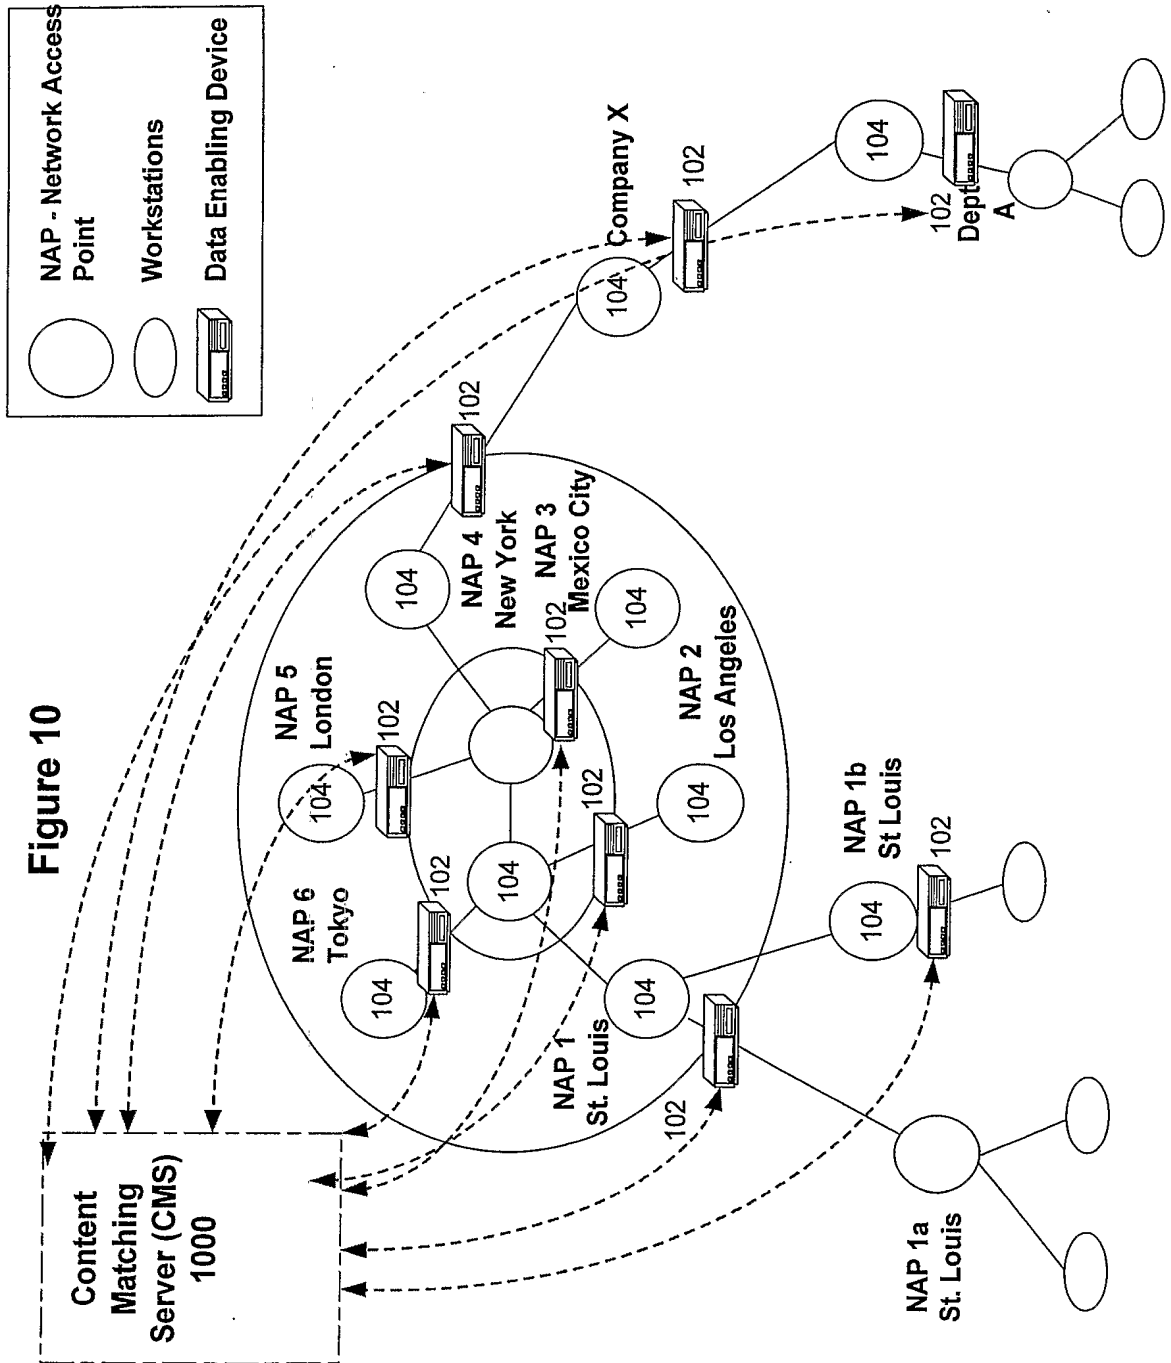 Figure 10
NAP - Network Access
Point
Workstations
Data Enabling Device
Content
Matching
Server (CMS)
1000
NAP 6
Tokyo
104
102
NAP 5
London
104
102
104
NAP 4
New York
102
NAP 3
Mexico City
102
104
104
102
NAP 2
Los Angeles
104
NAP 1
St. Louis
104
102
Company X
104
102
104
102
Dept
A
NAP 1b
St Louis
104
102
NAP 1a
St. Louis